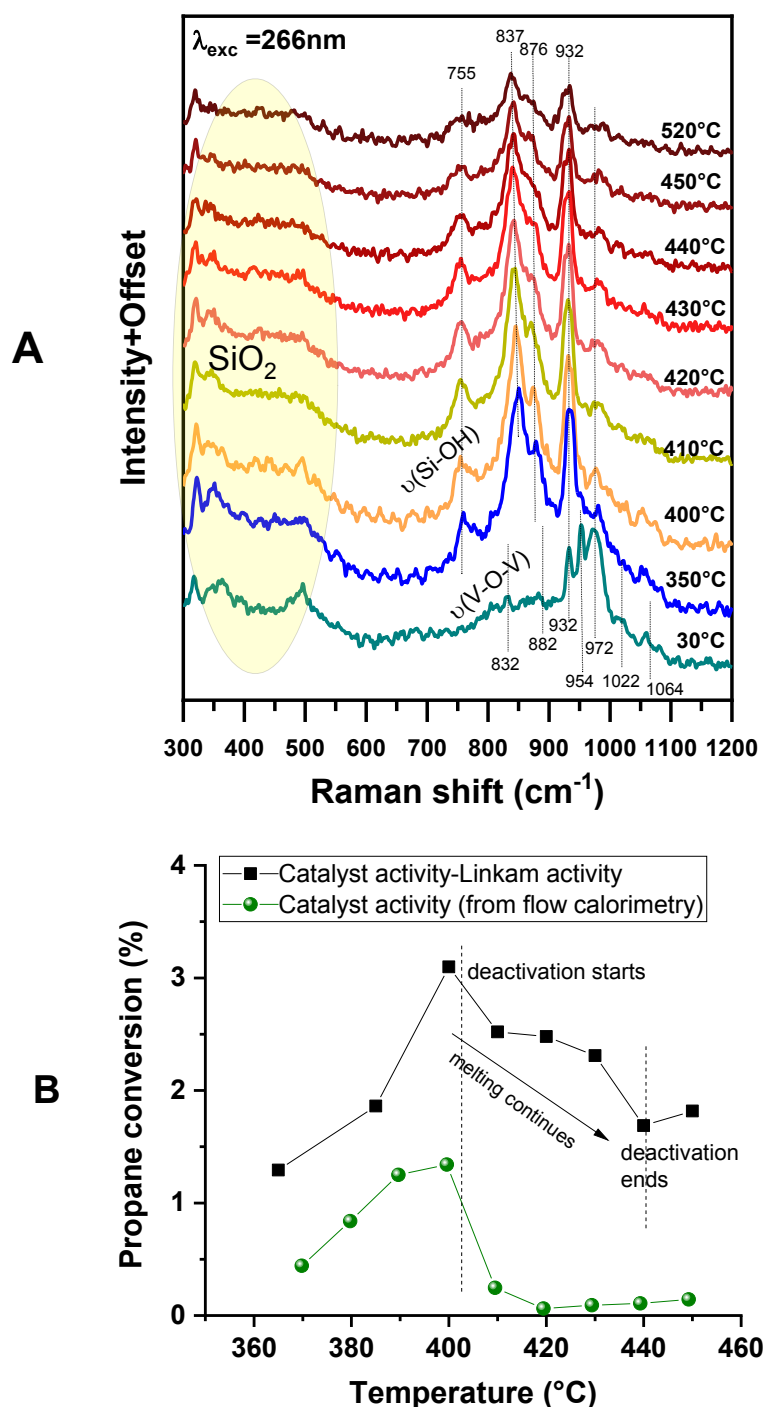 λexc =266nm
837
876
932
755
520°C
450°C
440°C
430°C
420°C
410°C
400°C
350°C
30°C
SiO2
υ(Si-OH)
υ(V-O-V)
832
882
932
954
972
1022
1064
A
Intensity+Offset
300 400 500 600 700 800 900 1000 1100 1200
Raman shift (cm-1)
B
Propane conversion (%)
4
3
2
1
0
Catalyst activity-Linkam activity
Catalyst activity (from flow calorimetry)
deactivation starts
melting continues
deactivation
ends
360 380 400 420 440 460
Temperature (°C)